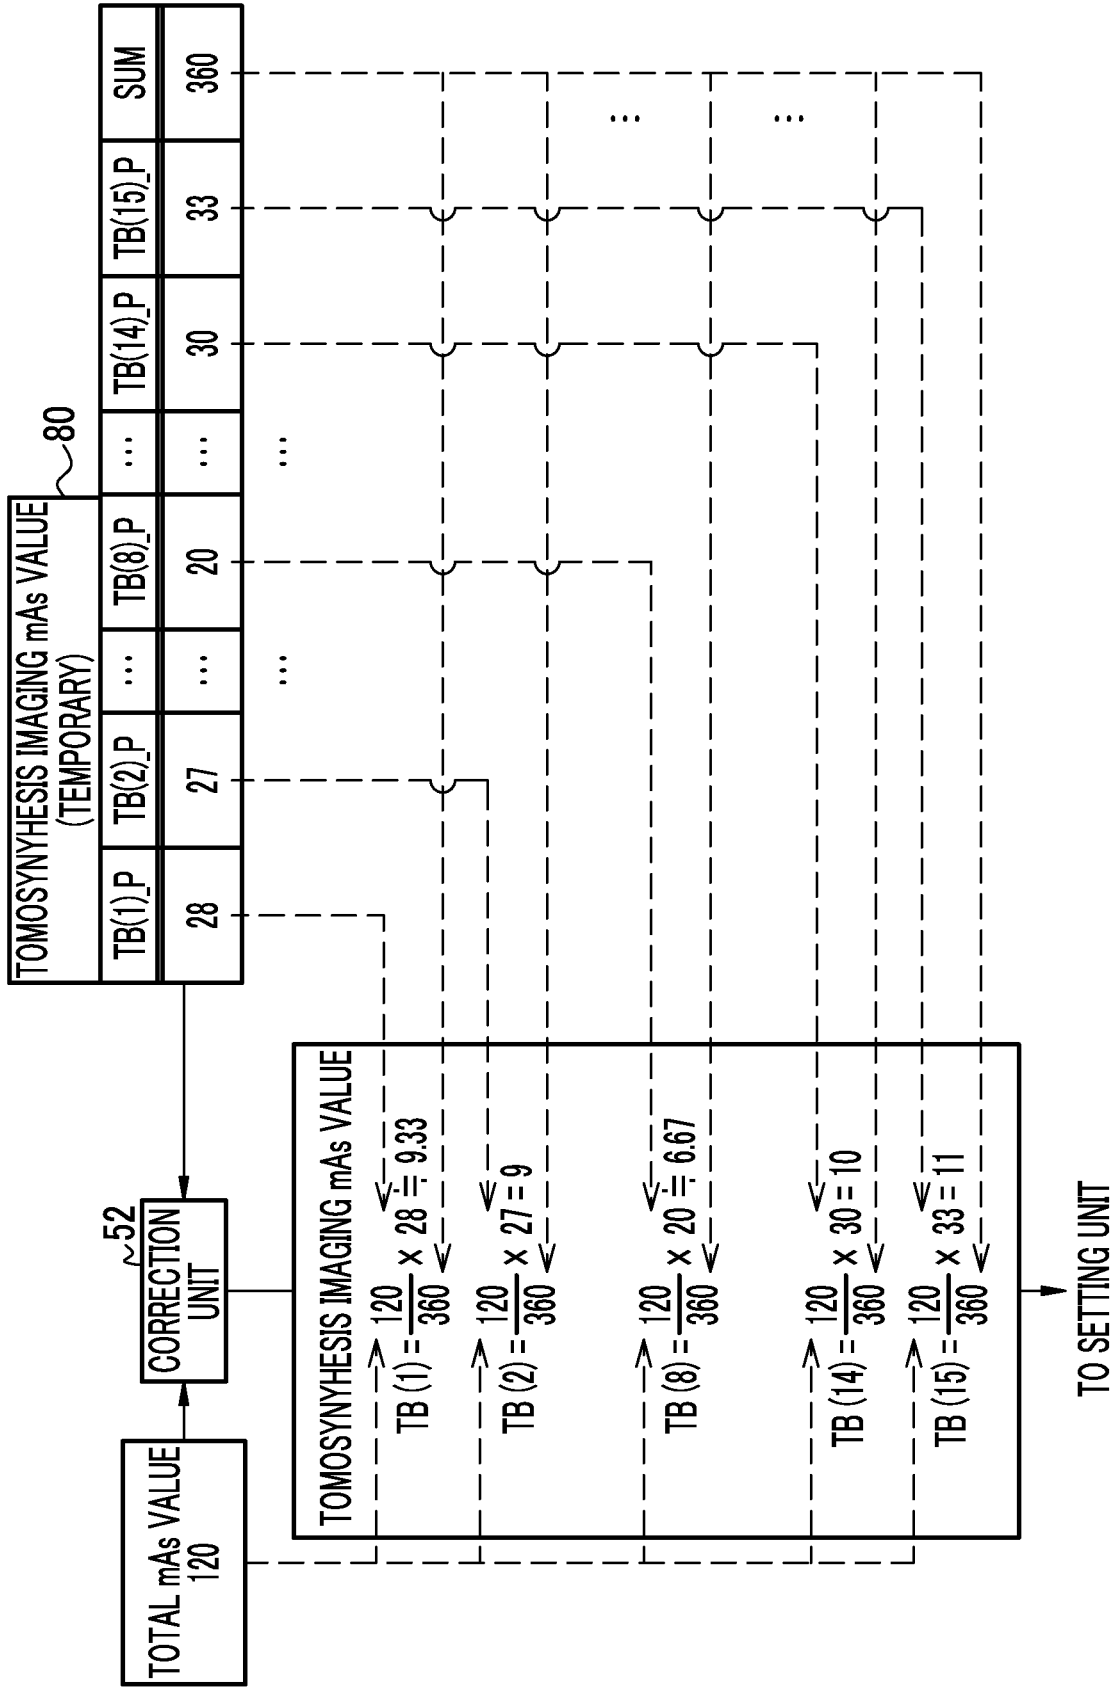 TOTAL mAs VALUE
120
52
CORRECTION
UNIT
TOMOSYNYHESIS IMAGING mAs VALUE
(TEMPORARY)
80
TB(1)_P TB(2)_P ... TB(8)_P ... TB(14)_P TB(15)_P SUM
28 27 ... 20 ... 30 33 360
... ...
TOMOSYNYHESIS IMAGING mAs VALUE
TB (1) = 120/360 × 28 ≒ 9.33
TB (2) = 120/360 × 27 = 9
...
TB (8) = 120/360 × 20 ≒ 6.67
...
TB (14) = 120/360 × 30 = 10
TB (15) = 120/360 × 33 = 11
TO SETTING UNIT